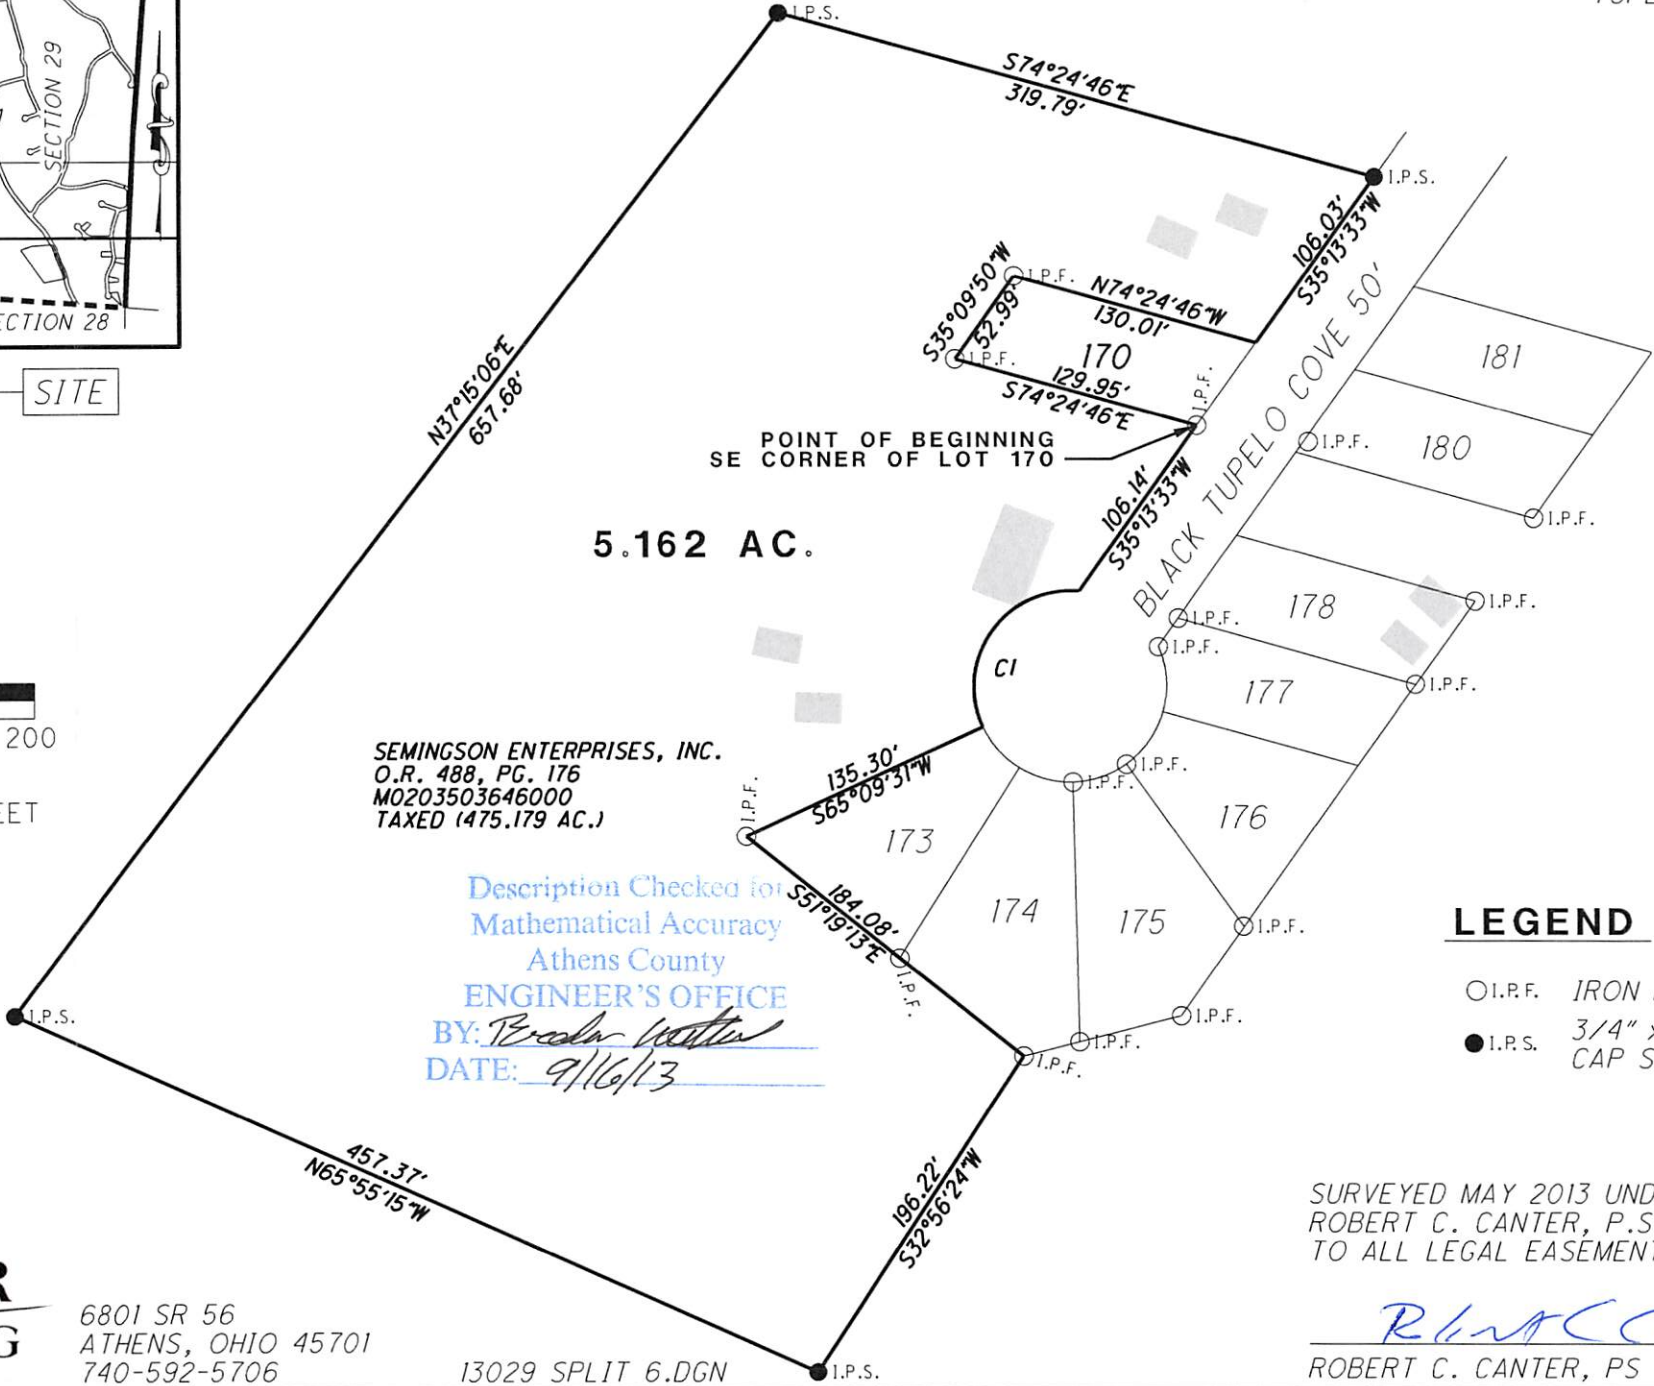 I.P.S.
S74°24'46"E
319.79'
I.P.S.
SECTION 29
SECTION 28
SITE
106.03'
S35°13'33"W
I.P.F.
N74°24'46"W
130.01'
S35°09'50"W
52.99'
I.P.F.
170
129.95'
S74°24'46"E
I.P.F.
N37°15'06"E
657.68'
POINT OF BEGINNING
SE CORNER OF LOT 170
106.14'
S35°13'33"W
BLACK TUPELO COVE 50'
181
I.P.F.
180
I.P.F.
5.162 AC.
178
I.P.F.
I.P.F.
I.P.F.
C1
177
I.P.F.
200
SEMINGSON ENTERPRISES, INC.
O.R. 488, PG. 176
M0203503646000
TAXED (475.179 AC.)
135.30'
S65°09'31"W
I.P.F.
I.P.F.
I.P.F.
173
176
184.08'
S51°19'13"E
I.P.F.
174
175
I.P.F.
I.P.F.
I.P.F.
I.P.F.
Description Checked for
Mathematical Accuracy
Athens County
ENGINEER'S OFFICE
BY:
DATE: 9/16/13
I.P.S.
LEGEND
I.P.F. IRON
I.P.S. 3/4"
CAP
457.37'
N65°55'15"W
196.22'
S32°56'24"W
I.P.S.
SURVEYED MAY 2013
ROBERT C. CANTER, P.S
TO ALL LEGAL
ROBERT C. CANTER, PS
6801 SR 56
ATHENS, OHIO 45701
740-592-5706
13029 SPLIT 6.DGN